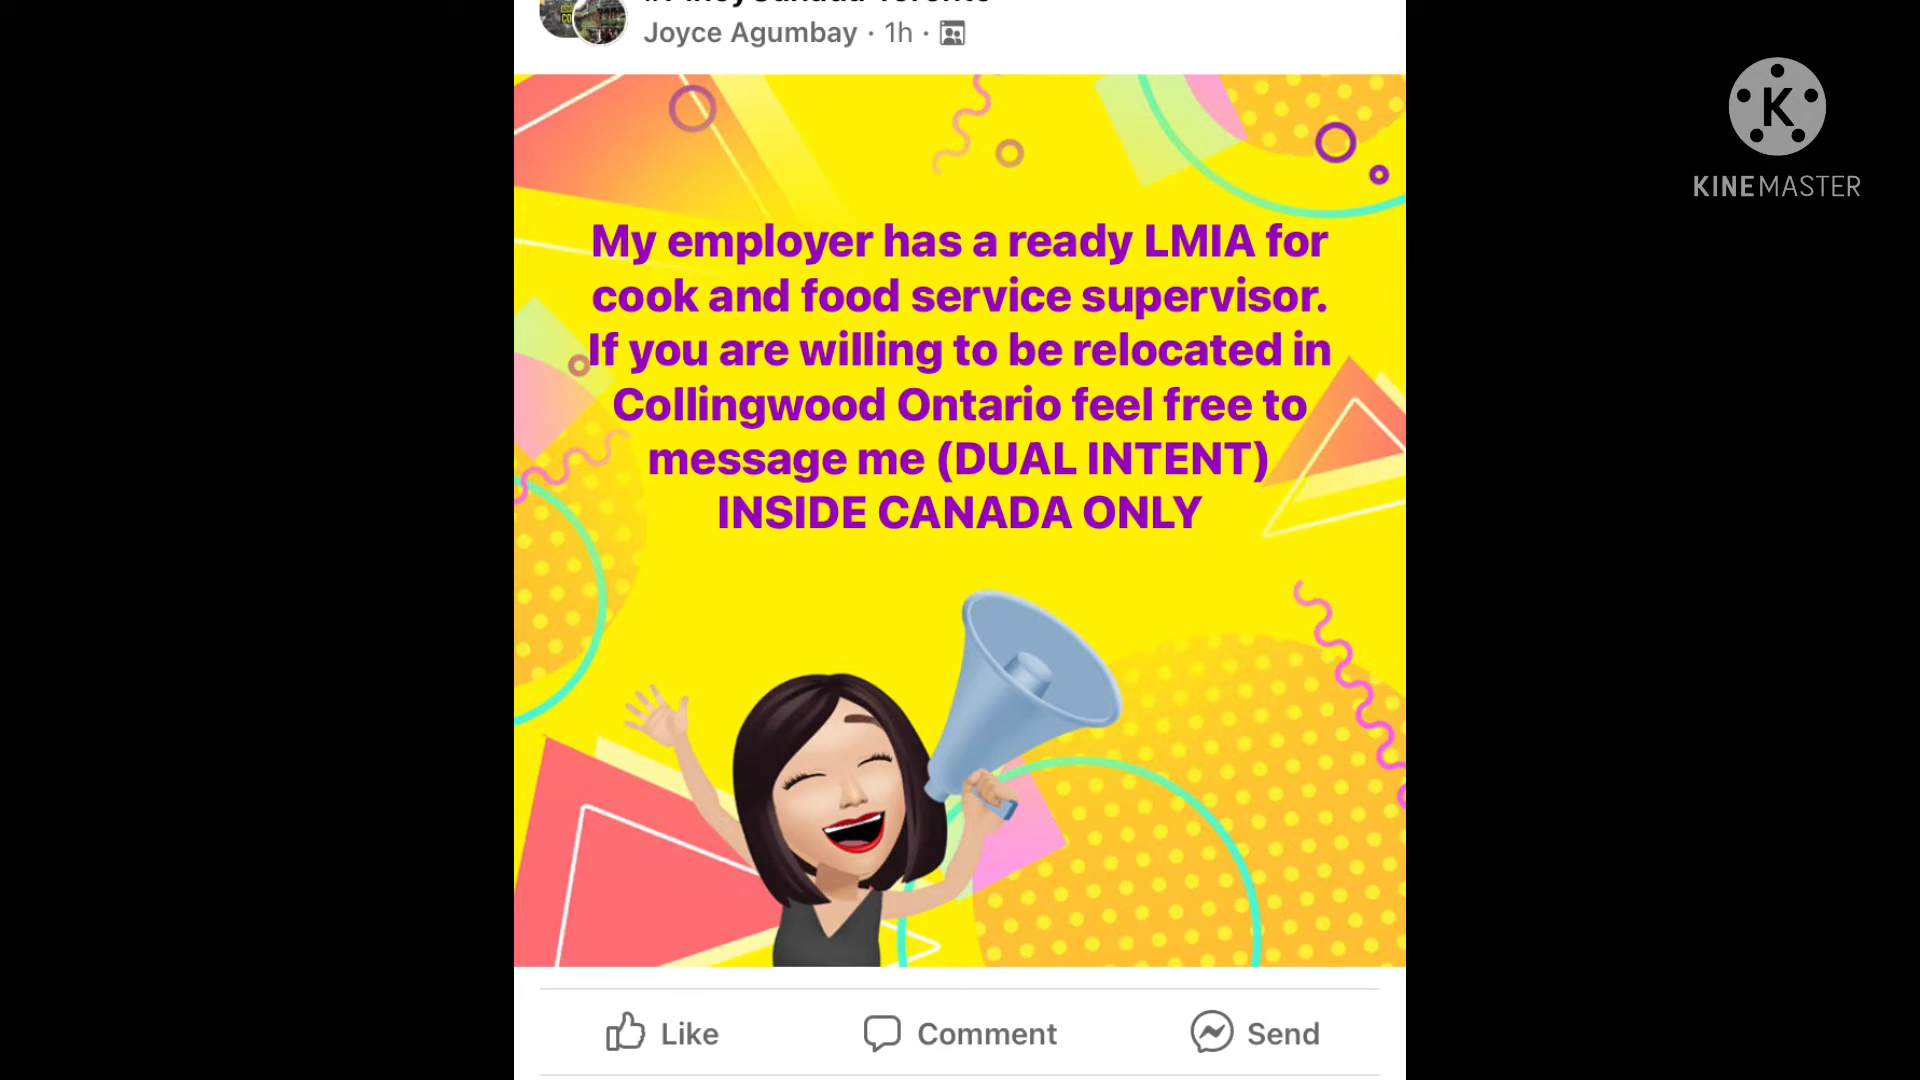 Joyce Agumbay · 1h ·
K
KINEMASTER
My employer has a ready LMIA for
cook and food service supervisor.
If you are willing to be relocated in
Collingwood Ontario feel free to
message me (DUAL INTENT)
INSIDE CANADA ONLY
Like
Comment
Send